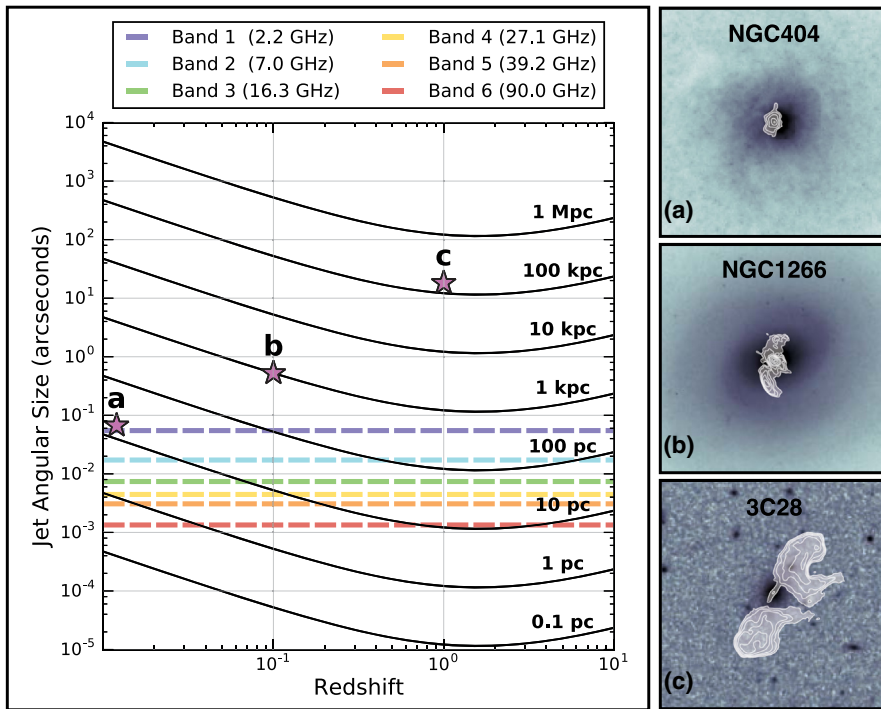 Band 1 (2.2 GHz)
Band 2 (7.0 GHz)
Band 3 (16.3 GHz)
Band 4 (27.1 GHz)
Band 5 (39.2 GHz)
Band 6 (90.0 GHz)
Jet Angular Size (arcseconds)
10^4
10^3
10^2
10^1
10^0
10^-1
10^-2
10^-3
10^-4
10^-5
1 Mpc
100 kpc
10 kpc
1 kpc
100 pc
10 pc
1 pc
0.1 pc
a
b
c
10^-1
10^0
10^1
Redshift
NGC404
(a)
NGC1266
(b)
3C28
(c)